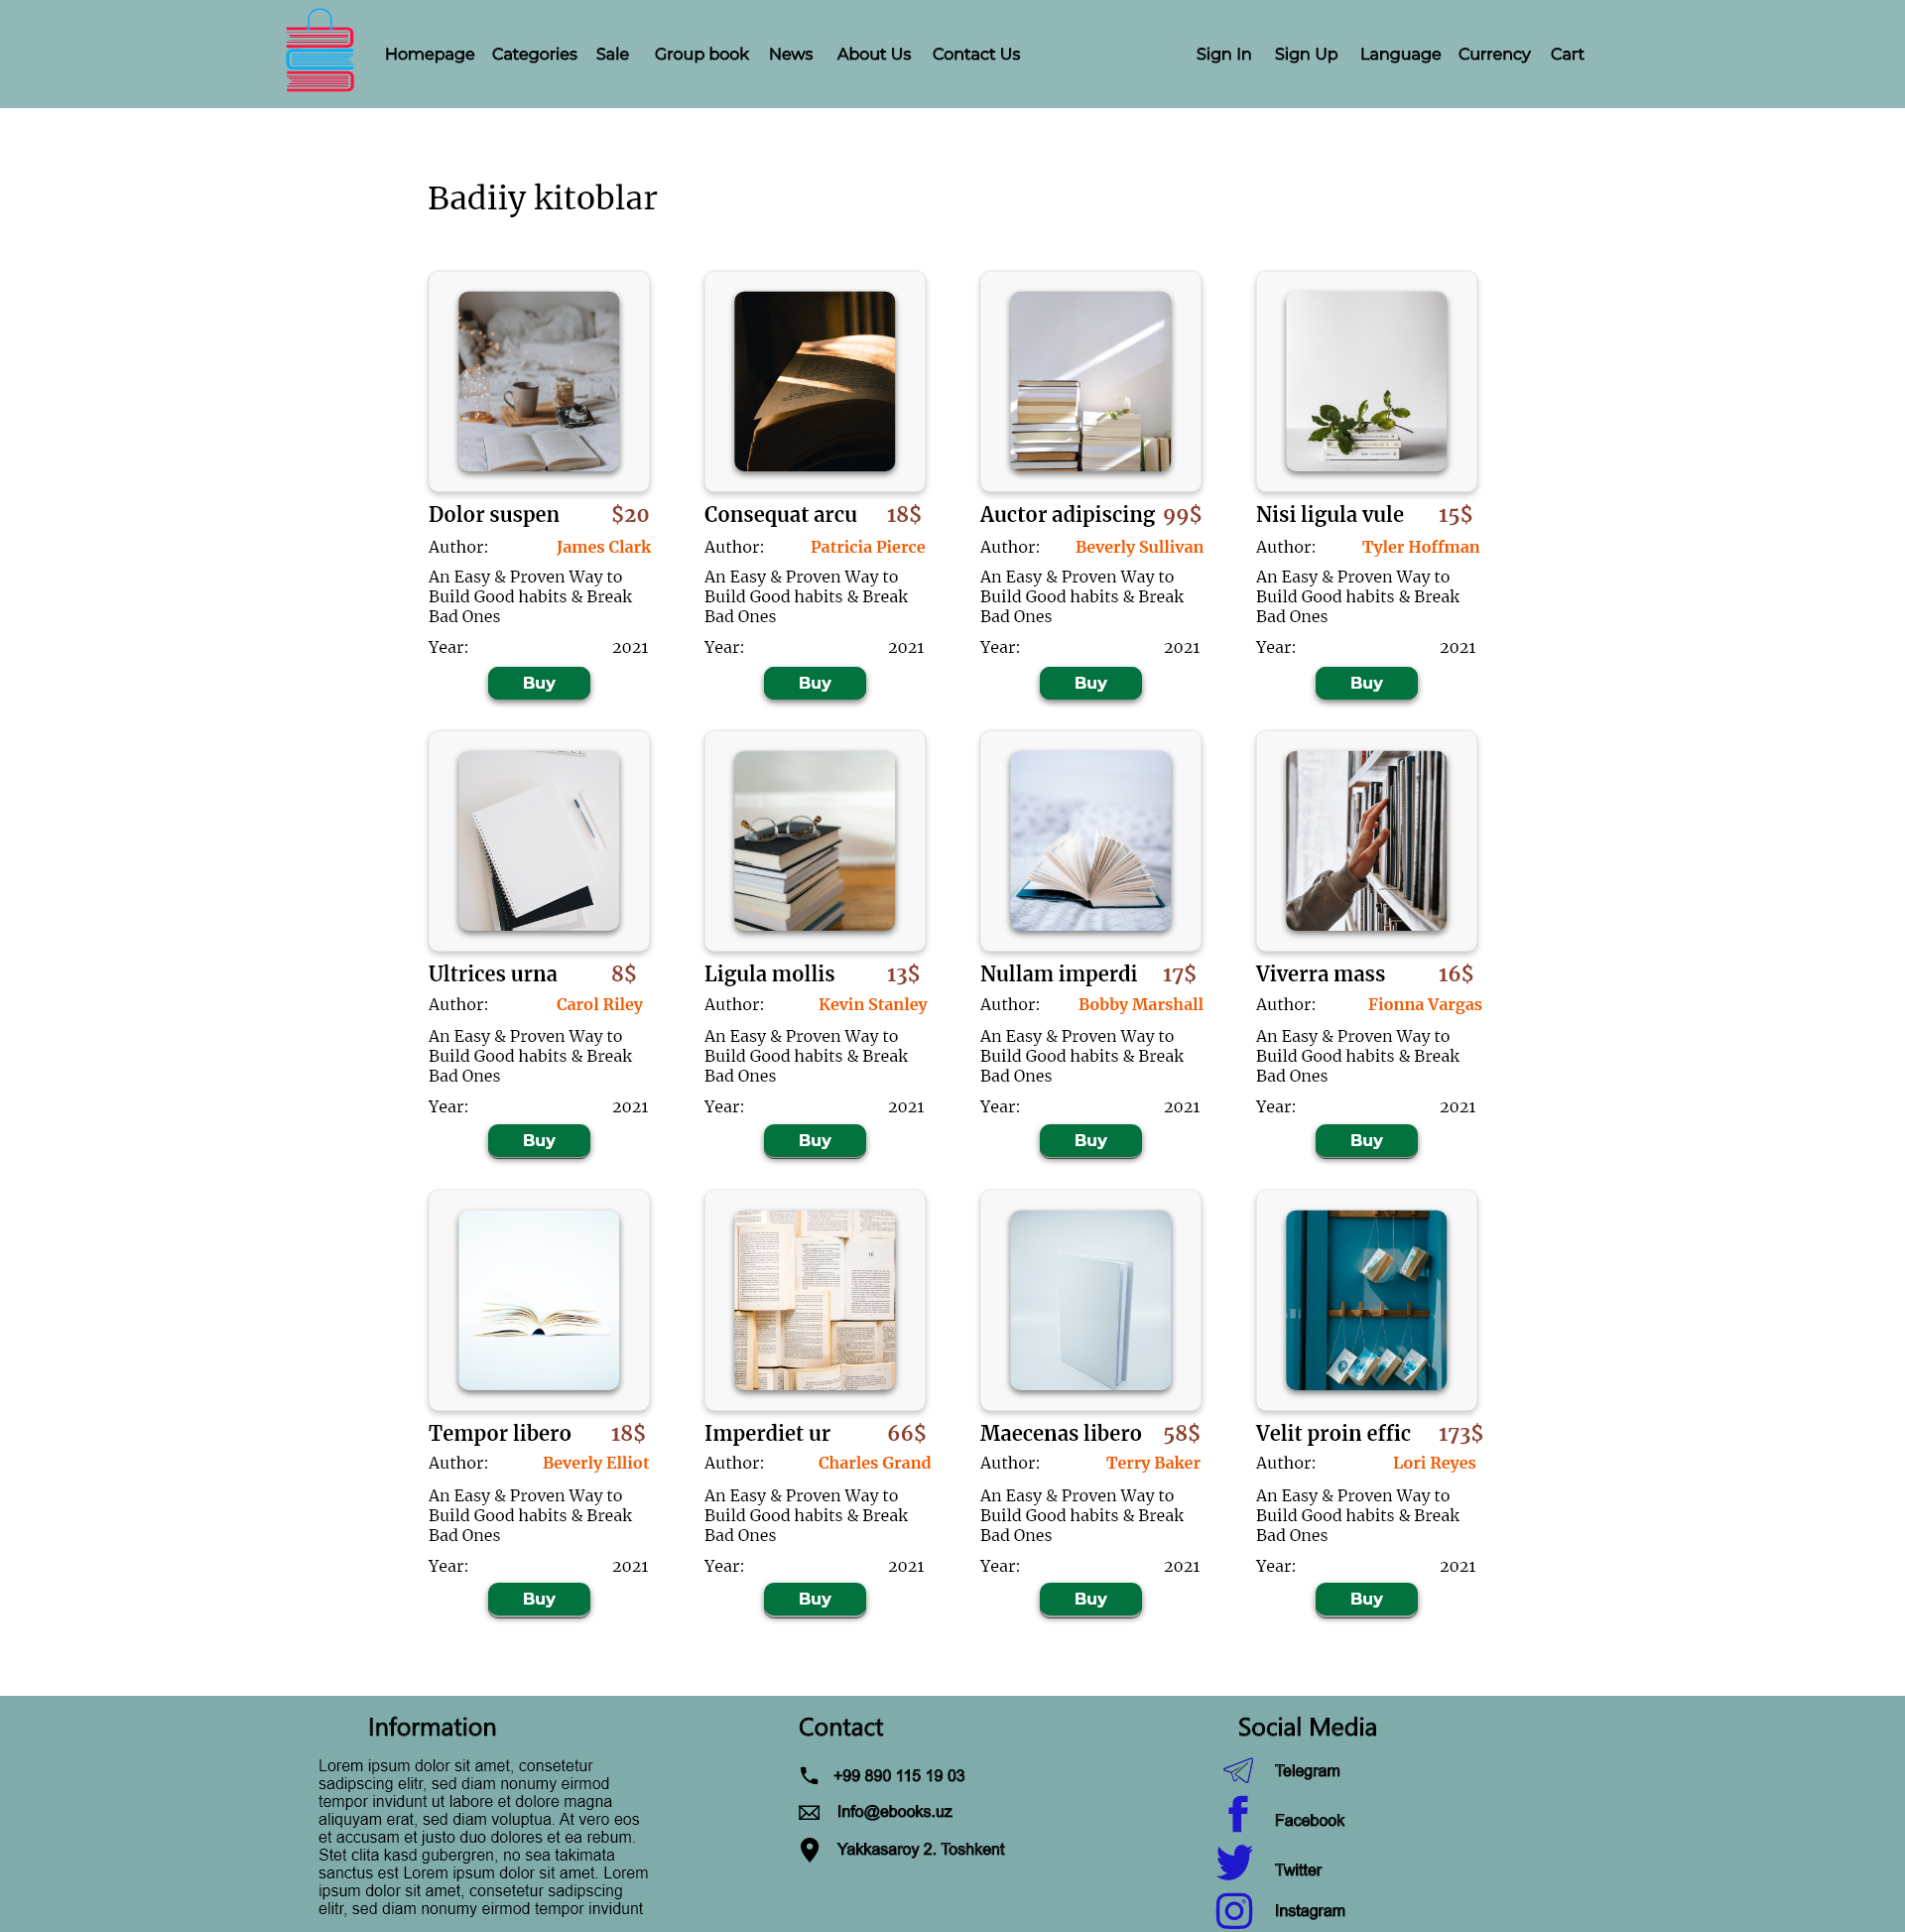 Homepage Categories Sale Group book News About Us Contact Us Sign In Sign Up Language Currency Cart
Badiiy kitoblar
Dolor suspen $20
Author: James Clark
An Easy & Proven Way to
Build Good habits & Break
Bad Ones
Year: 2021
Buy
Consequat arcu 18$
Author: Patricia Pierce
An Easy & Proven Way to
Build Good habits & Break
Bad Ones
Year: 2021
Buy
Auctor adipiscing 99$
Author: Beverly Sullivan
An Easy & Proven Way to
Build Good habits & Break
Bad Ones
Year: 2021
Buy
Nisi ligula vule 15$
Author: Tyler Hoffman
An Easy & Proven Way to
Build Good habits & Break
Bad Ones
Year: 2021
Buy
Ultrices urna 8$
Author: Carol Riley
An Easy & Proven Way to
Build Good habits & Break
Bad Ones
Year: 2021
Buy
Ligula mollis 13$
Author: Kevin Stanley
An Easy & Proven Way to
Build Good habits & Break
Bad Ones
Year: 2021
Buy
Nullam imperdi 17$
Author: Bobby Marshall
An Easy & Proven Way to
Build Good habits & Break
Bad Ones
Year: 2021
Buy
Viverra mass 16$
Author: Fionna Vargas
An Easy & Proven Way to
Build Good habits & Break
Bad Ones
Year: 2021
Buy
Tempor libero 18$
Author: Beverly Elliot
An Easy & Proven Way to
Build Good habits & Break
Bad Ones
Year: 2021
Buy
Imperdiet ur 66$
Author: Charles Grand
An Easy & Proven Way to
Build Good habits & Break
Bad Ones
Year: 2021
Buy
Maecenas libero 58$
Author: Terry Baker
An Easy & Proven Way to
Build Good habits & Break
Bad Ones
Year: 2021
Buy
Velit proin effic 173$
Author: Lori Reyes
An Easy & Proven Way to
Build Good habits & Break
Bad Ones
Year: 2021
Buy
Information
Lorem ipsum dolor sit amet, consetetur
sadipscing elitr, sed diam nonumy eirmod
tempor invidunt ut labore et dolore magna
aliquyam erat, sed diam voluptua. At vero eos
et accusam et justo duo dolores et ea rebum.
Stet clita kasd gubergren, no sea takimata
sanctus est Lorem ipsum dolor sit amet. Lorem
ipsum dolor sit amet, consetetur sadipscing
elitr, sed diam nonumy eirmod tempor invidunt
Contact
+99 890 115 19 03
Info@ebooks.uz
Yakkasaroy 2. Toshkent
Social Media
Telegram
Facebook
Twitter
Instagram